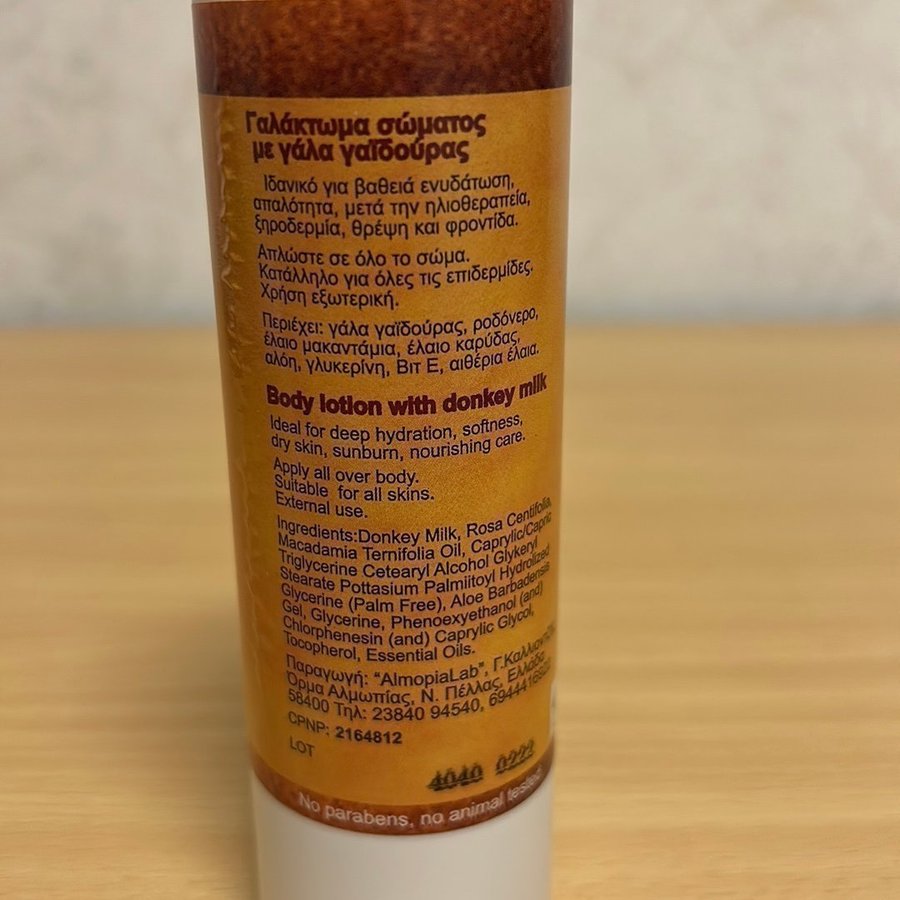 Γαλάκτωμα σώματος
με γάλα γαϊδούρας
Ιδανικό για βαθειά ενυδάτωση,
απαλότητα, μετά την ηλιοθεραπεία,
ξηροδερμία, θρέψη και φροντίδα.
Απλώστε σε όλο το σώμα.
Κατάλληλο για όλες τις επιδερμίδες.
Χρήση εξωτερική.
Περιέχει: γάλα γαϊδούρας, ροδόνερο,
έλαιο μακαντάμια, έλαιο καρύδας,
αλόη, γλυκερίνη, Βιτ Ε, αιθέρια έλαια.
Body lotion with donkey milk
Ideal for deep hydration, softness,
dry skin, sunburn, nourishing care.
Apply all over body.
Suitable for all skins.
External use.
Ingredients:Donkey Milk, Rosa Centifolia,
Macadamia Ternifolia Oil, Caprylic/Capric
Triglycerine Cetearyl Alcohol Glykeryl
Stearate Pottasium Palmiitoyl Hydrolized
Glycerine (Palm Free), Aloe Barbadensis
Gel, Glycerine, Phenoexyethanol (and)
Chlorphenesin (and) Caprylic Glycol,
Tocopherol, Essential Oils.
Παραγωγή: “AlmopiaLab”,
Όρμα Αλμωπίας, Ν. Πέλλας, Ελλάδα
58400 Τηλ: 23840 94540,
CPNP: 2164812
LOT
4040 0222
No parabens, no animal tested